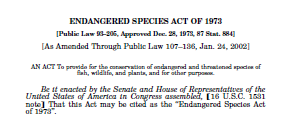 ENDANGERED SPECIES ACT OF 1973
[Public Law 93–205, Approved Dec. 28, 1973, 87 Stat. 884]
[As Amended Through Public Law 107–136, Jan. 24, 2002]
AN ACT To provide for the conservation of endangered and threatened species of
fish, wildlife, and plants, and for other purposes.
Be it enacted by the Senate and House of Representatives of the
United States of America in Congress assembled, [16 U.S.C. 1531
note] That this Act may be cited as the “Endangered Species Act
of 1973”.